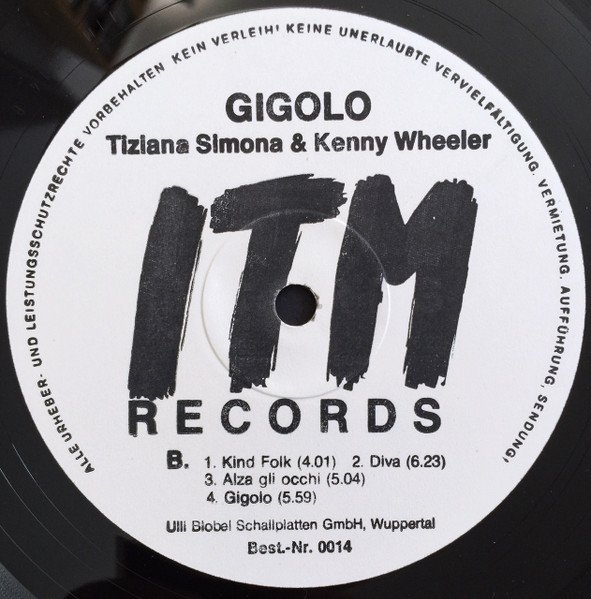 ALLE URHEBER- UND LEISTUNGSSCHUTZRECHTE VORBEHALTEN KEIN VERLEIH! KEINE UNERLAUBTE VERVIELFÄLTIGUNG, VERMIETUNG, AUFFÜHRUNG, SENDUNG!
GIGOLO
Tiziana Simona & Kenny Wheeler
ITM
RECORDS
B. 1. Kind Folk (4.01) 2. Diva (6.23)
3. Alza gli occhi (5.04)
4. Gigolo (5.59)
Ulli Blobel Schallplatten GmbH, Wuppertal
Best.-Nr. 0014